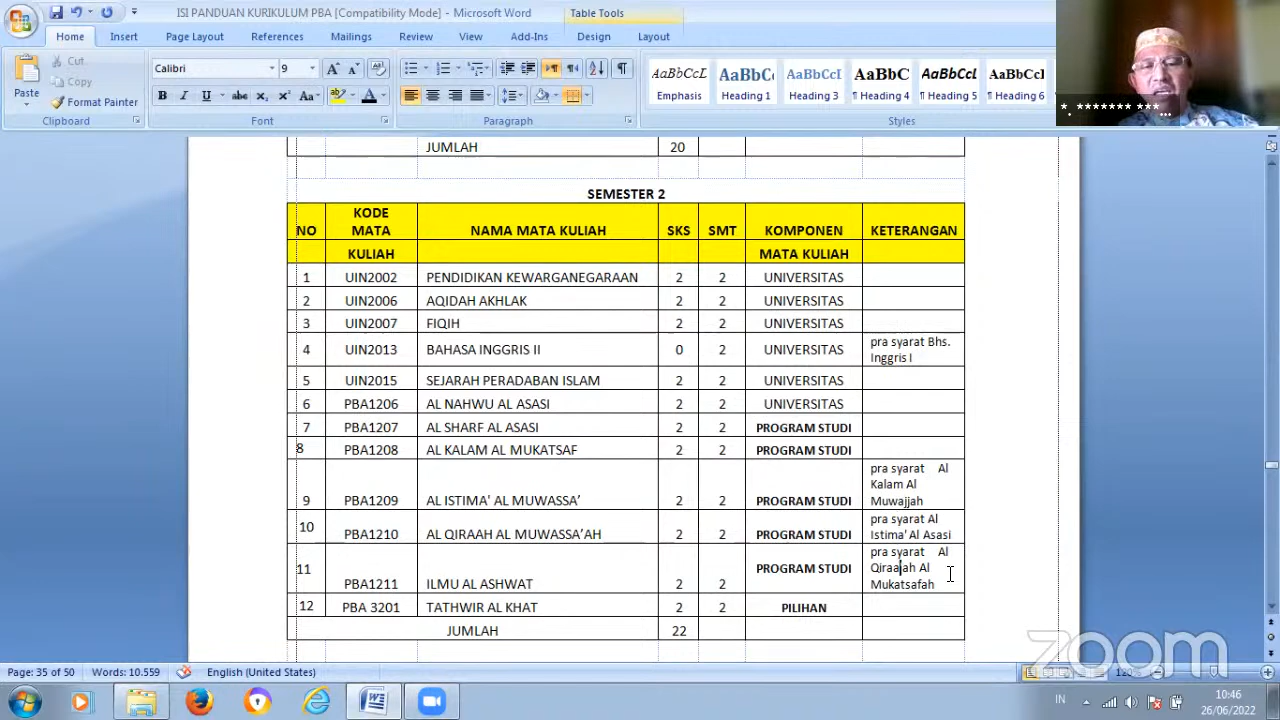 ISI PANDUAN KURIKULUM PBA [Compatibility Mode] - Microsoft Word
Table Tools
Home Insert Page Layout References Mailings Review View Add-Ins Design Layout
Paste
Cut
Copy
Format Painter
Clipboard
Calibri 9
Font
Paragraph
AaBbCcL AaBbCc AaBbCcI AaBbC AaBbCcl AaBbCc
Emphasis Heading 1 ¶ Heading 3 ¶ Heading 4 ¶ Heading 5 ¶ Heading 6
Styles
*. ******* ***...
JUMLAH 20
SEMESTER 2
NO KODE MATA NAMA MATA KULIAH SKS SMT KOMPONEN KETERANGAN
KULIAH MATA KULIAH
1 UIN2002 PENDIDIKAN KEWARGANEGARAAN 2 2 UNIVERSITAS
2 UIN2006 AQIDAH AKHLAK 2 2 UNIVERSITAS
3 UIN2007 FIQIH 2 2 UNIVERSITAS
4 UIN2013 BAHASA INGGRIS II 0 2 UNIVERSITAS pra syarat Bhs. Inggris I
5 UIN2015 SEJARAH PERADABAN ISLAM 2 2 UNIVERSITAS
6 PBA1206 AL NAHWU AL ASASI 2 2 UNIVERSITAS
7 PBA1207 AL SHARF AL ASASI 2 2 PROGRAM STUDI
8 PBA1208 AL KALAM AL MUKATSAF 2 2 PROGRAM STUDI
9 PBA1209 AL ISTIMA' AL MUWASSA’ 2 2 PROGRAM STUDI pra syarat Al Kalam Al Muwajjah
10 PBA1210 AL QIRAAH AL MUWASSA’AH 2 2 PROGRAM STUDI pra syarat Al Istima' Al Asasi
11 PBA1211 ILMU AL ASHWAT 2 2 PROGRAM STUDI pra syarat Al Qiraaah Al Mukatsafah
12 PBA 3201 TATHWIR AL KHAT 2 2 PILIHAN
JUMLAH 22
zoom
Page: 35 of 50 Words: 10.559 English (United States) 120%
IN
10:46
26/06/2022